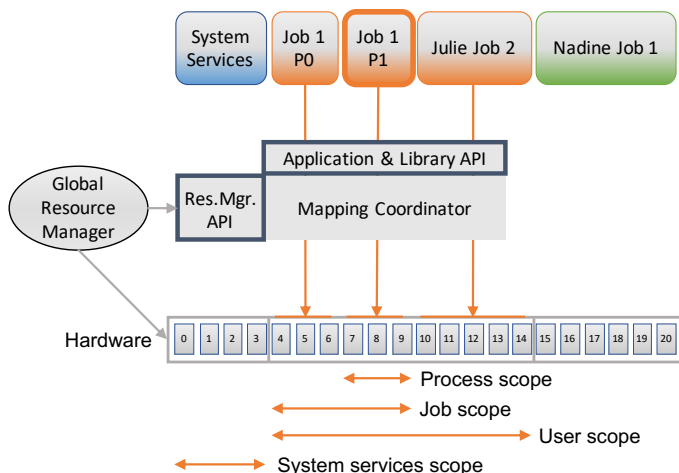 System
Services
Job 1
P0
Job 1
P1
Julie Job 2
Nadine Job 1
Application & Library API
Global
Resource
Manager
Res.Mgr.
API
Mapping Coordinator
Hardware
0 1 2 3 4 5 6 7 8 9 10 11 12 13 14 15 16 17 18 19 20
Process scope
Job scope
User scope
System services scope